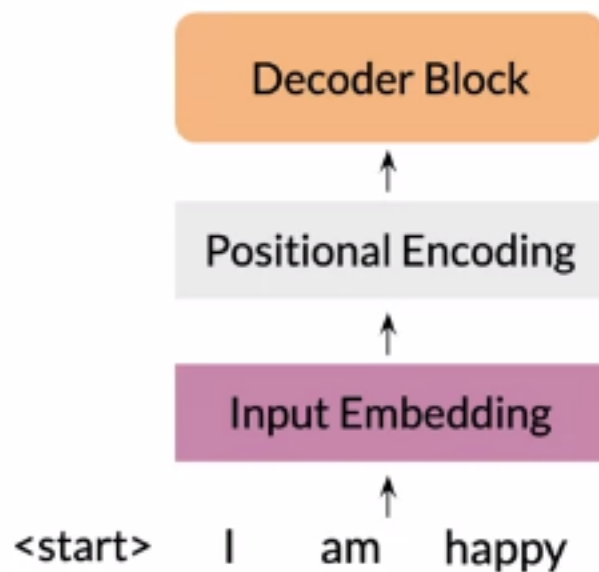 Decoder Block
Positional Encoding
Input Embedding
<start> I am happy